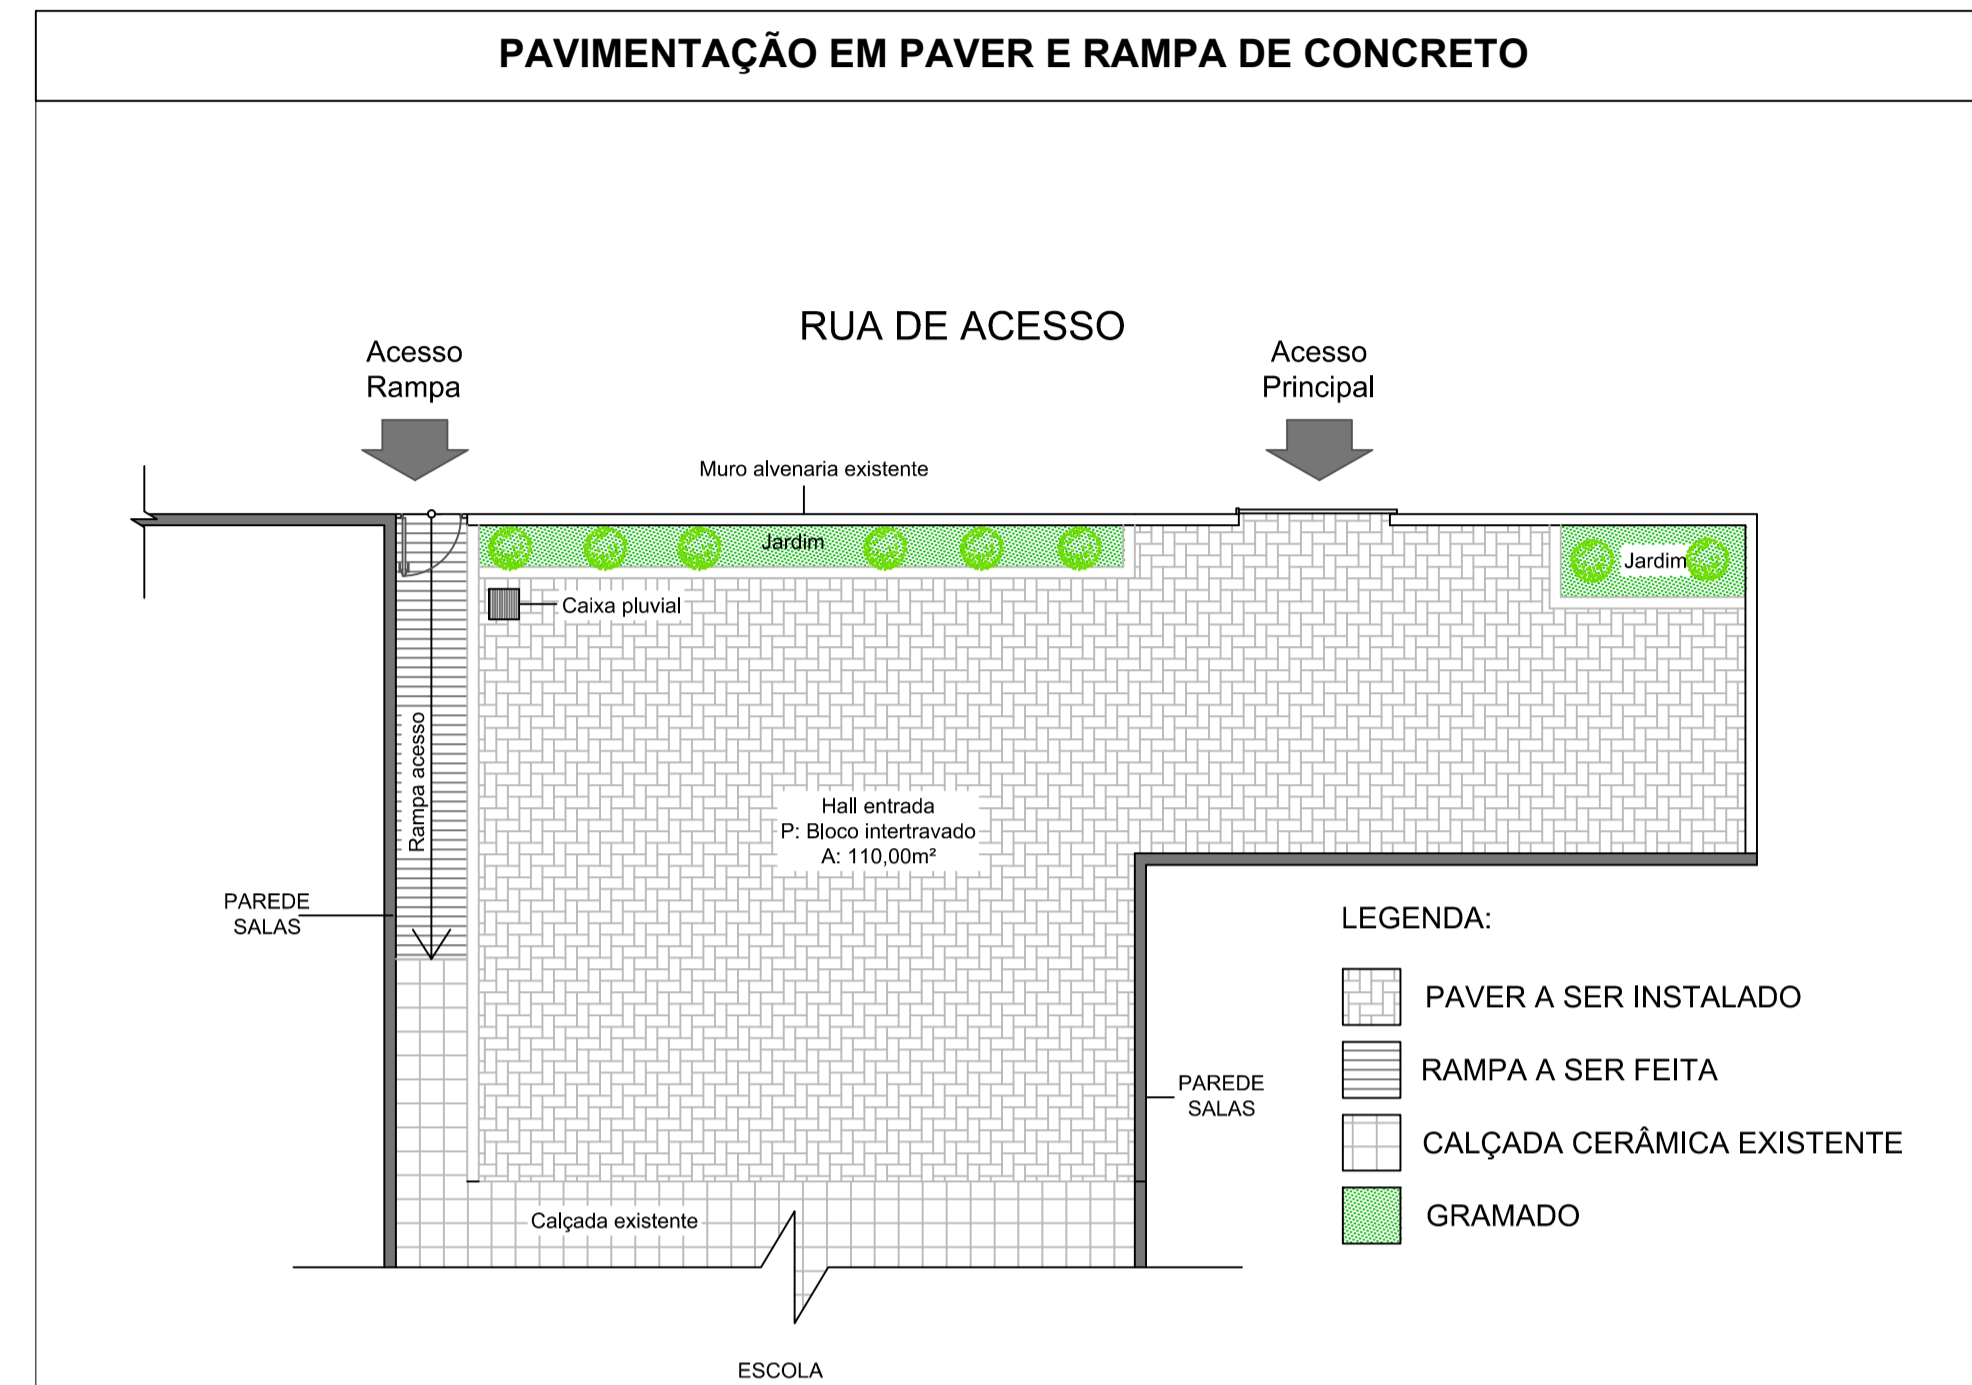 PAVIMENTAÇÃO EM PAVER E RAMPA DE CONCRETO
RUA DE ACESSO
Acesso
Rampa
Acesso
Principal
Muro alvenaria existente
Jardim
Jardim
Caixa pluvial
Rampa acesso
Hall entrada
P: Bloco intertravado
A: 110,00m²
PAREDE
SALAS
LEGENDA:
PAVER A SER INSTALADO
RAMPA A SER FEITA
PAREDE
SALAS
CALÇADA CERÂMICA EXISTENTE
GRAMADO
Calçada existente
ESCOLA